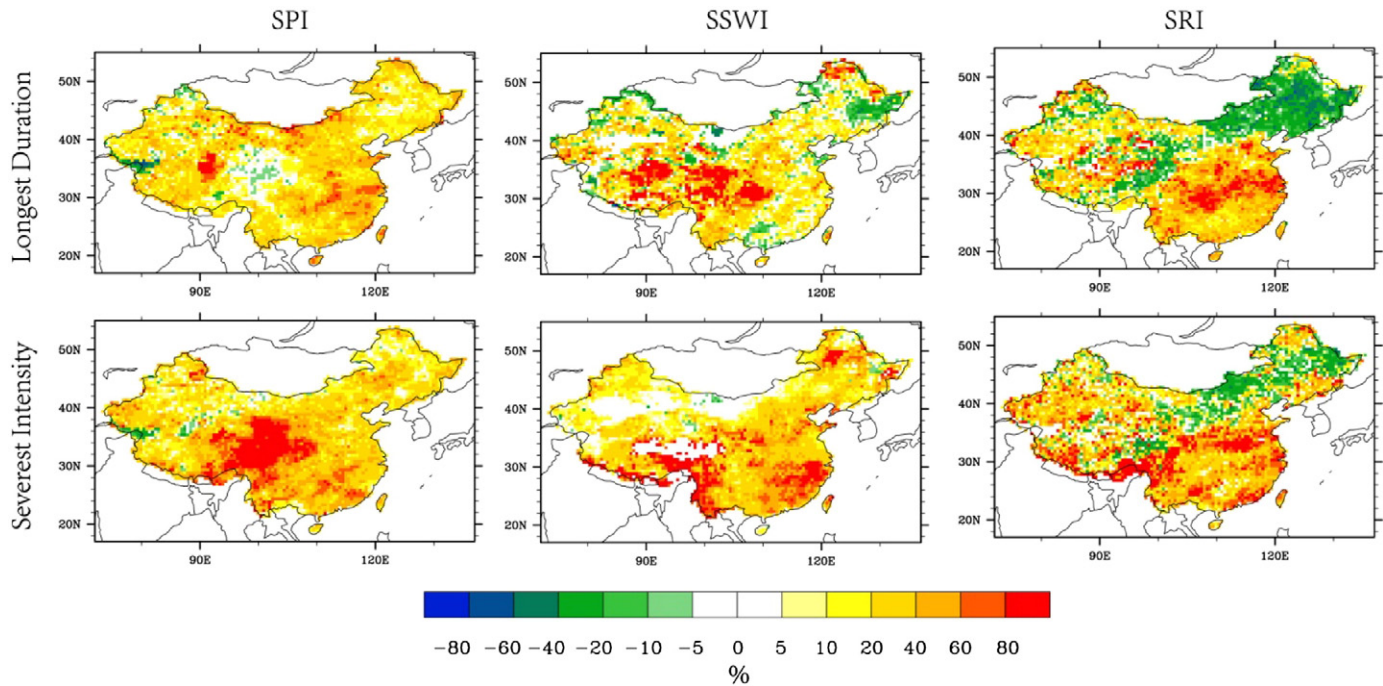 SPI SSWI SRI
Longest Duration
50N 50N 50N
40N 40N 40N
30N 30N 30N
20N 20N 20N
90E 120E 90E 120E 90E 120E
Severest Intensity
50N 50N 50N
40N 40N 40N
30N 30N 30N
20N 20N 20N
90E 120E 90E 120E 90E 120E
−80 −60 −40 −20 −10 −5 0 5 10 20 40 60 80
%